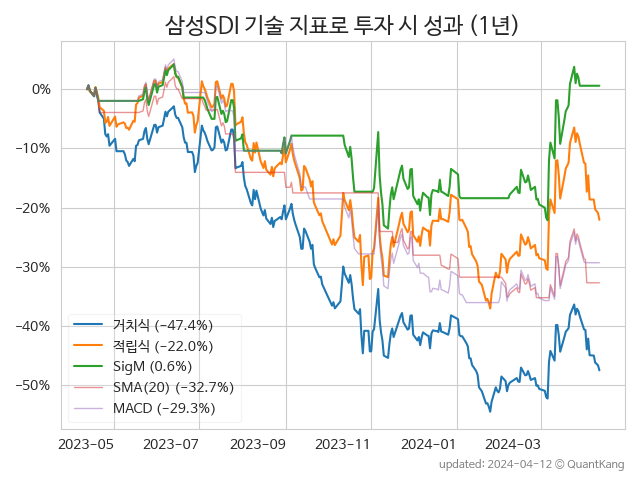 삼성SDI 기술 지표로 투자 시 성과 (1년)
0%
−10%
−20%
−30%
−40%
−50%
거치식 (−47.4%)
적립식 (−22.0%)
SigM (0.6%)
SMA(20) (−32.7%)
MACD (−29.3%)
2023-05 2023-07 2023-09 2023-11 2024-01 2024-03
updated: 2024-04-12 © QuantKang